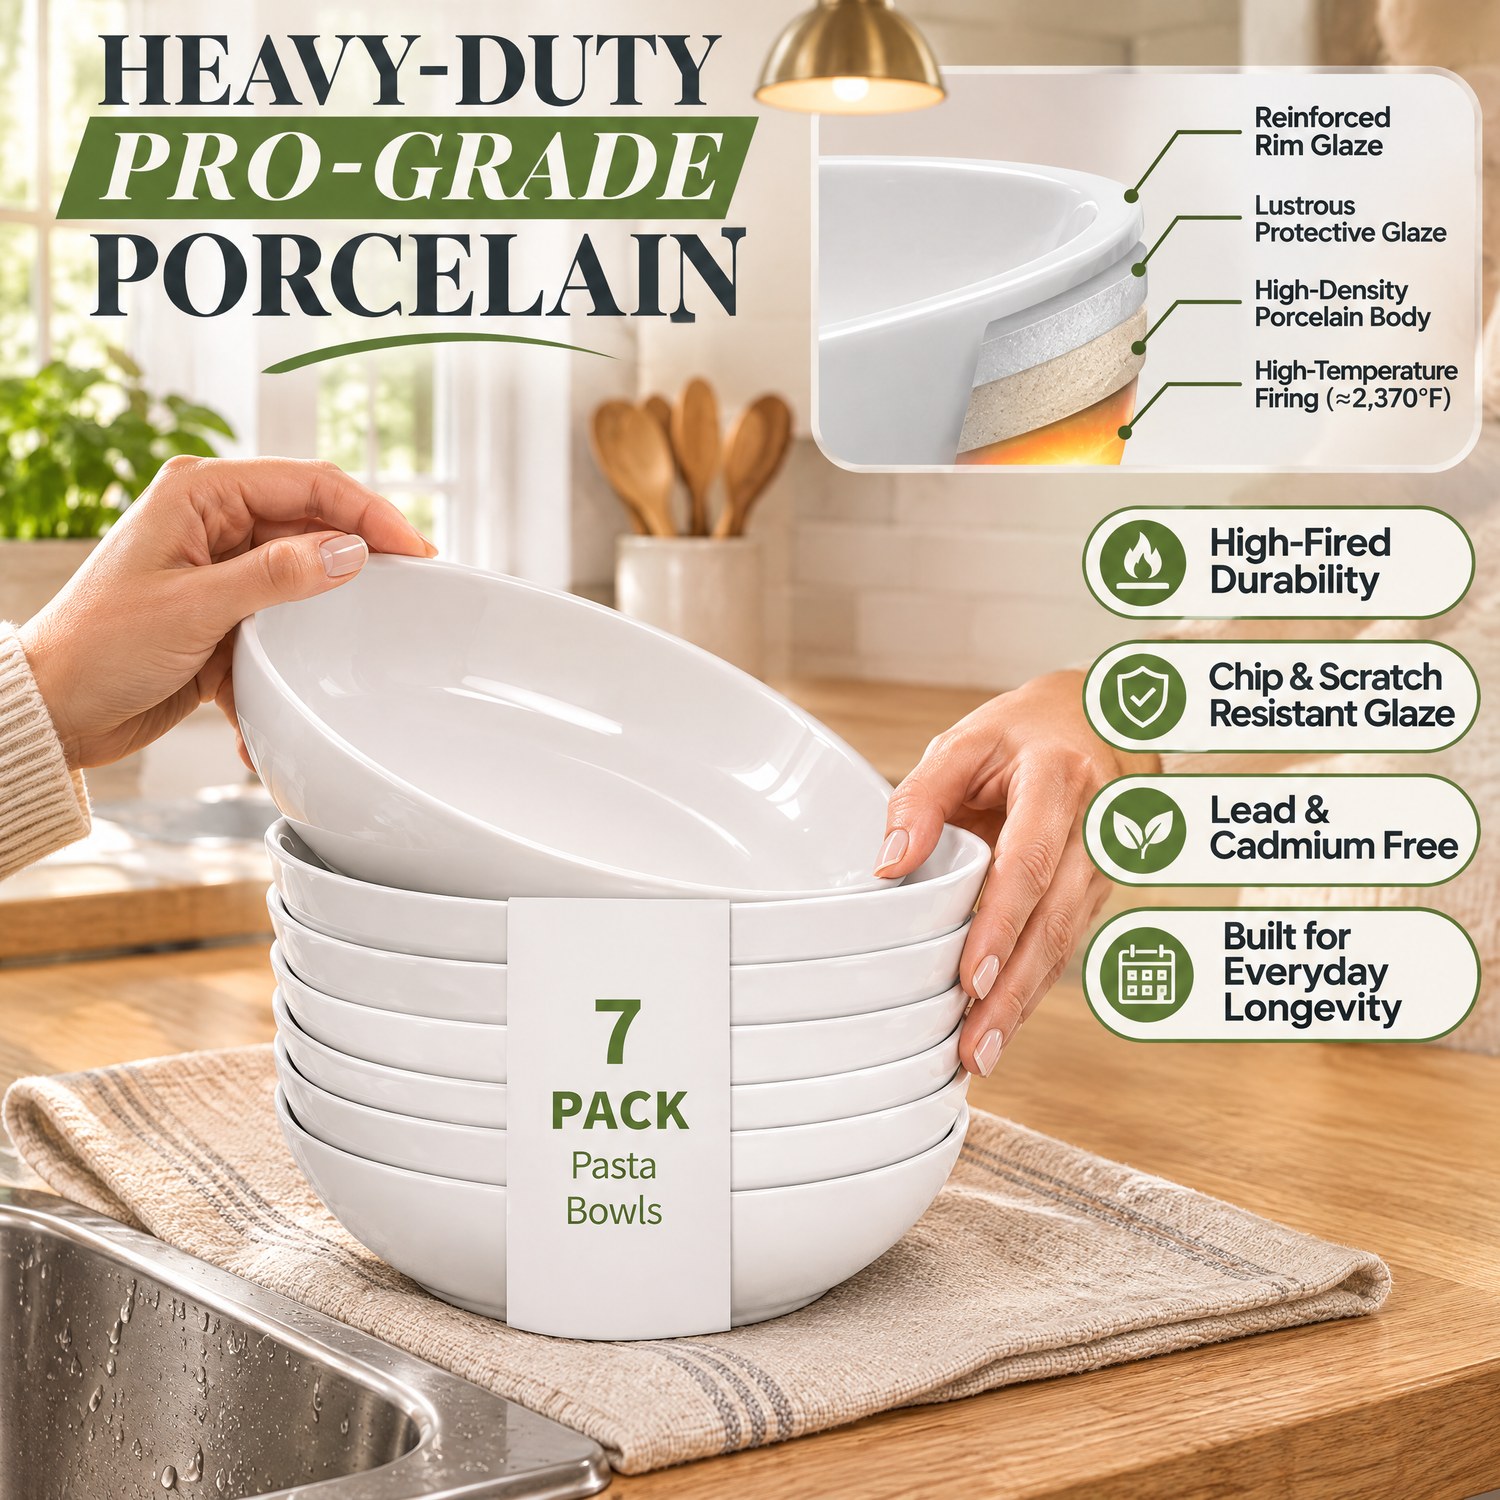 HEAVY-DUTY
PRO-GRADE
PORCELAIN
Reinforced
Rim Glaze
Lustrous
Protective Glaze
High-Density
Porcelain Body
High-Temperature
Firing (≈2,370°F)
High-Fired
Durability
Chip & Scratch
Resistant Glaze
Lead &
Cadmium Free
Built for
Everyday
Longevity
7
PACK
Pasta
Bowls